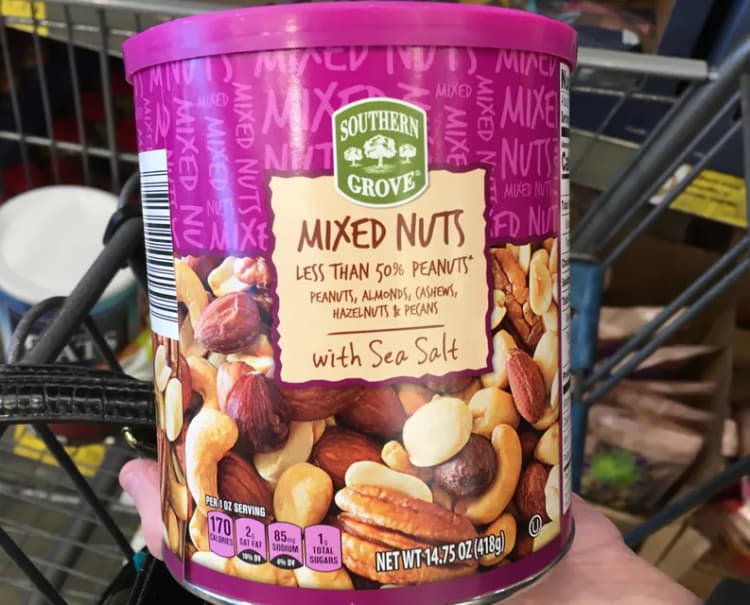 SOUTHERN
GROVE®
MIXED NUTS
LESS THAN 50% PEANUTS*
PEANUTS, ALMONDS, CASHEWS,
HAZELNUTS & PECANS
with Sea Salt
PER 1 OZ SERVING
170
CALORIES
2g
SAT FAT
10% DV
85mg
SODIUM
4% DV
1g
TOTAL
SUGARS
NET WT 14.75 OZ (418g)
U